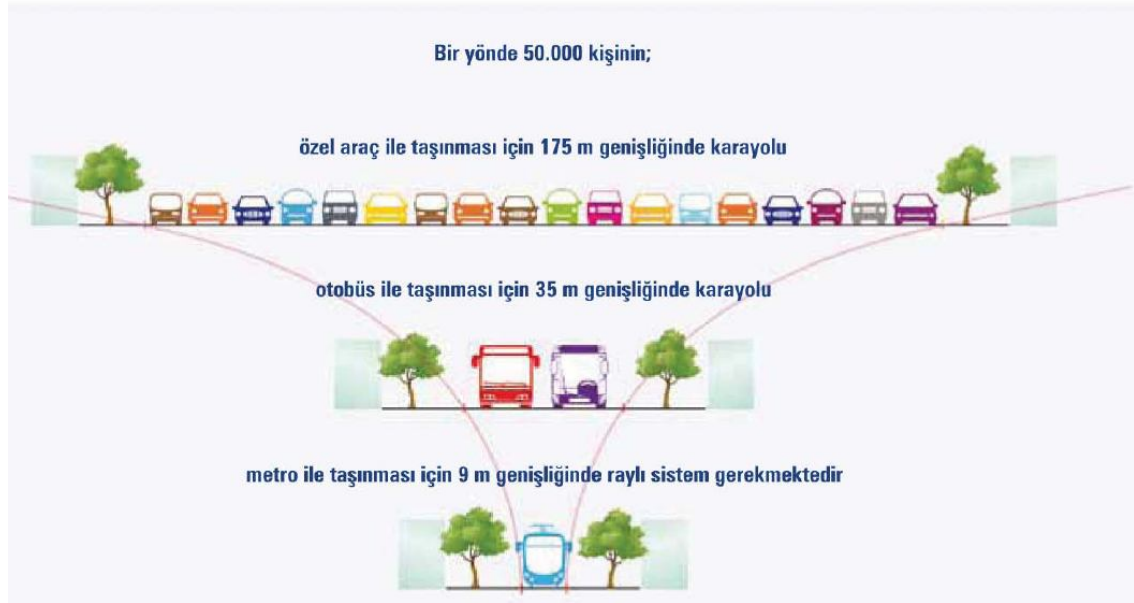 Bir yönde 50.000 kişinin;
özel araç ile taşınması için 175 m genişliğinde karayolu
otobüs ile taşınması için 35 m genişliğinde karayolu
metro ile taşınması için 9 m genişliğinde raylı sistem gerekmektedir